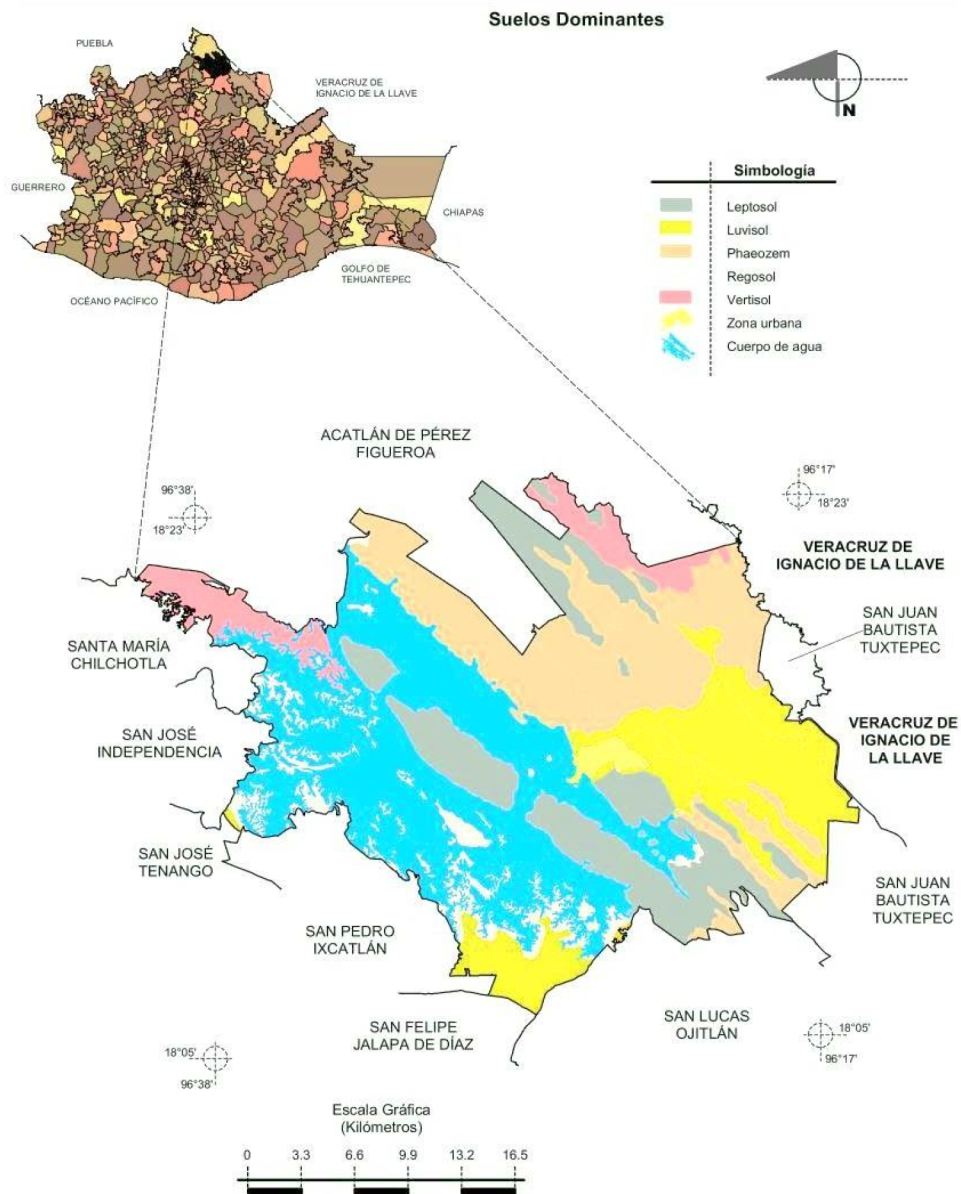 Suelos Dominantes
PUEBLA
VERACRUZ DE
IGNACIO DE LA LLAVE
GUERRERO
CHIAPAS
GOLFO DE
TEHUANTEPEC
OCÉANO PACÍFICO
N
Simbología
Leptosol
Luvisol
Phaeozem
Regosol
Vertisol
Zona urbana
Cuerpo de agua
ACATLÁN DE PÉREZ
FIGUEROA
96°38'
18°23'
96°17'
18°23'
VERACRUZ DE
IGNACIO DE LA LLAVE
SAN JUAN
BAUTISTA
TUXTEPEC
SANTA MARÍA
CHILCHOTLA
SAN JOSÉ
INDEPENDENCIA
VERACRUZ DE
IGNACIO DE
LA LLAVE
SAN JOSÉ
TENANGO
SAN JUAN
BAUTISTA
TUXTEPEC
SAN PEDRO
IXCATLÁN
SAN LUCAS
OJITLÁN
SAN FELIPE
JALAPA DE DÍAZ
18°05'
96°38'
18°05'
96°17'
Escala Gráfica
(Kilómetros)
0 3.3 6.6 9.9 13.2 16.5